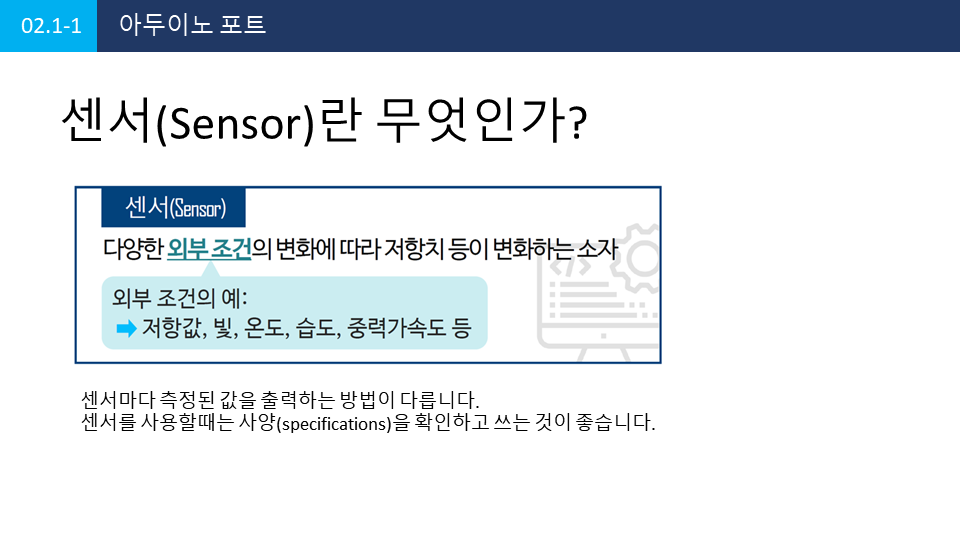 02.1-1
아두이노 포트
센서(Sensor)란 무엇인가?
센서(Sensor)
다양한 외부 조건의 변화에 따라 저항치 등이 변화하는 소자
외부 조건의 예:
➡ 저항값, 빛, 온도, 습도, 중력가속도 등
센서마다 측정된 값을 출력하는 방법이 다릅니다.
센서를 사용할때는 사양(specifications)을 확인하고 쓰는 것이 좋습니다.